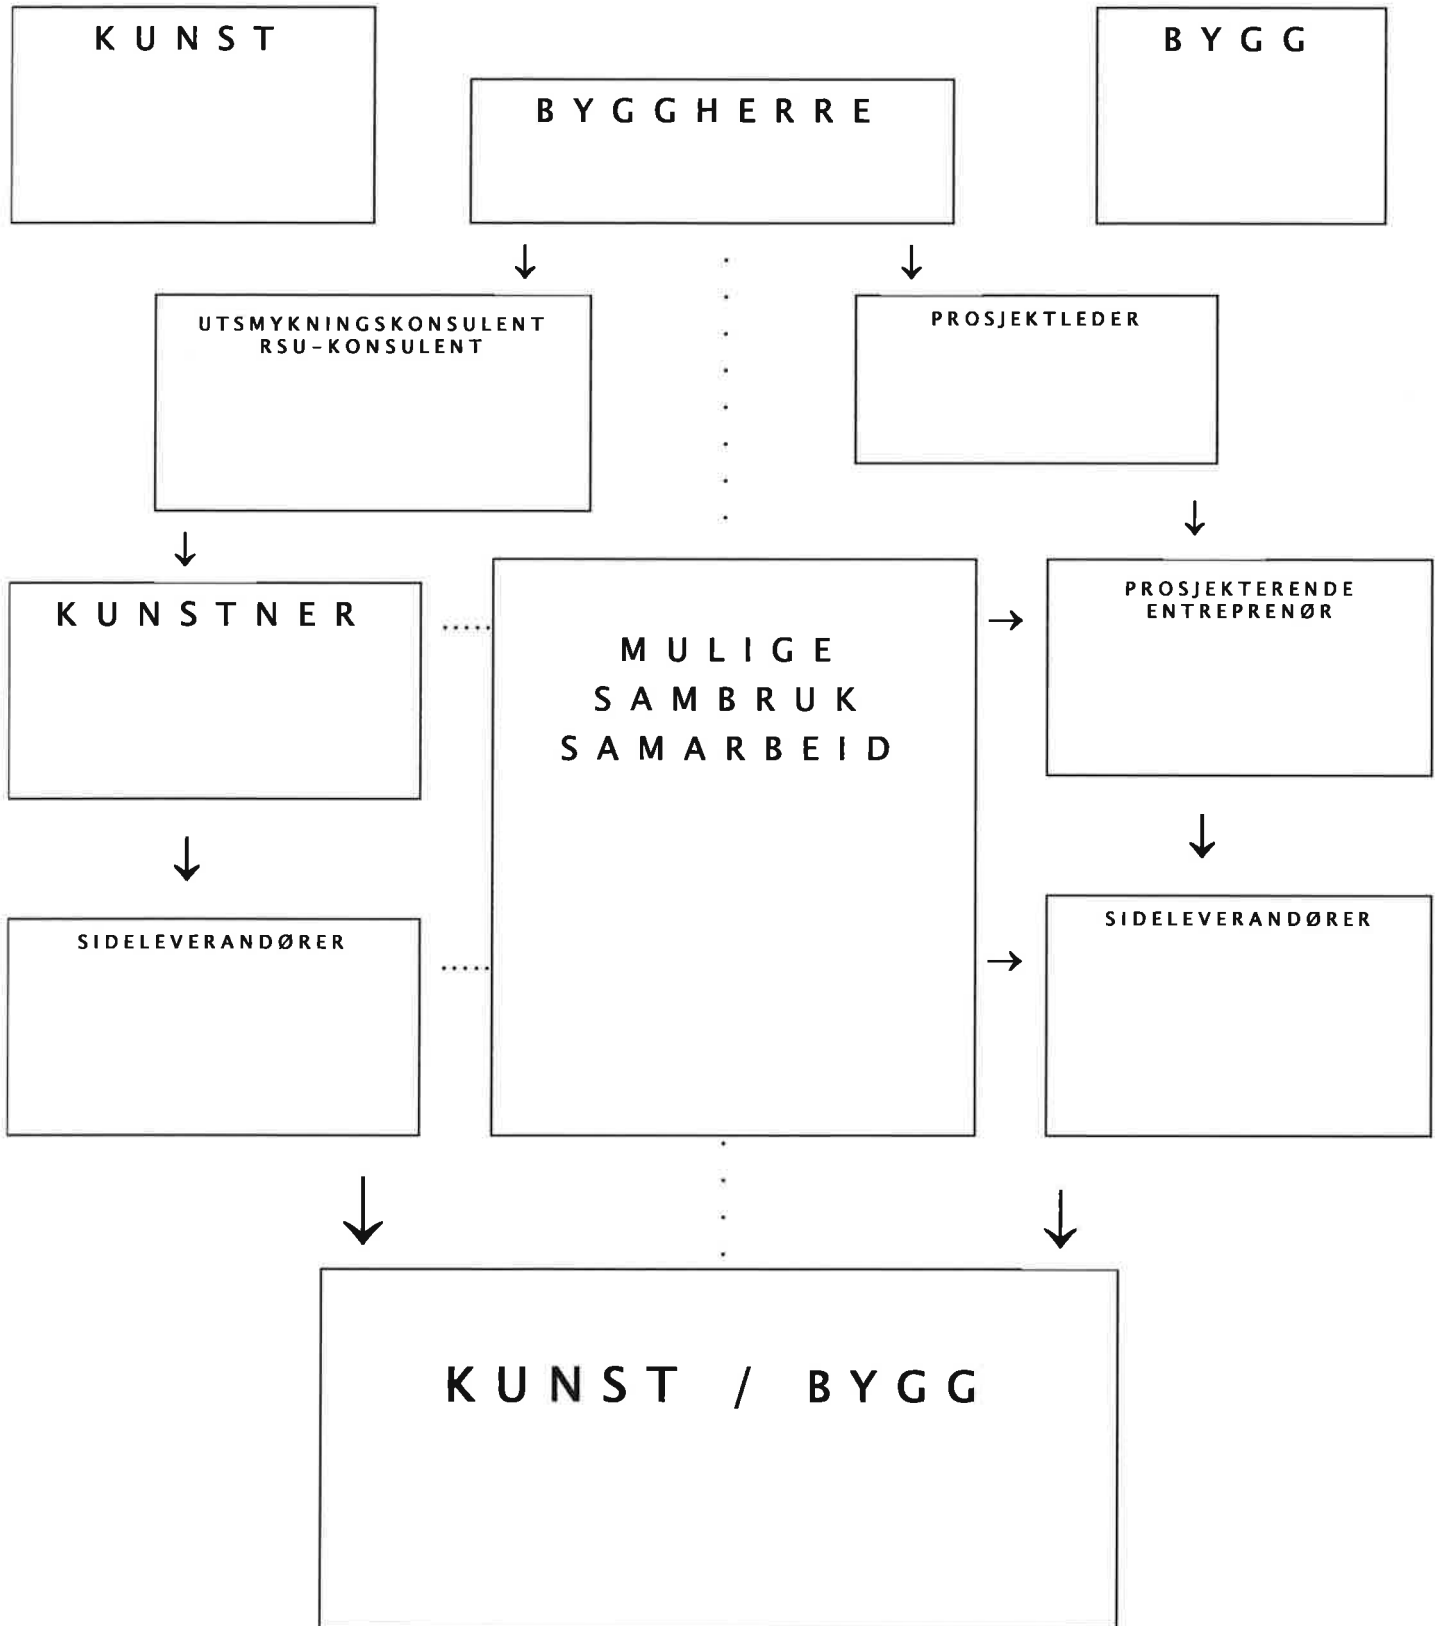 KUNST
BYGG
BYGGHERRE
UTSMYKNINGSKONSULENT
RSU-KONSULENT
PROSJEKTLEDER
KUNSTNER
MULIGE
SAMBRUK
SAMARBEID
PROSJEKTERENDE
ENTREPRENØR
SIDELEVERANDØRER
SIDELEVERANDØRER
KUNST / BYGG